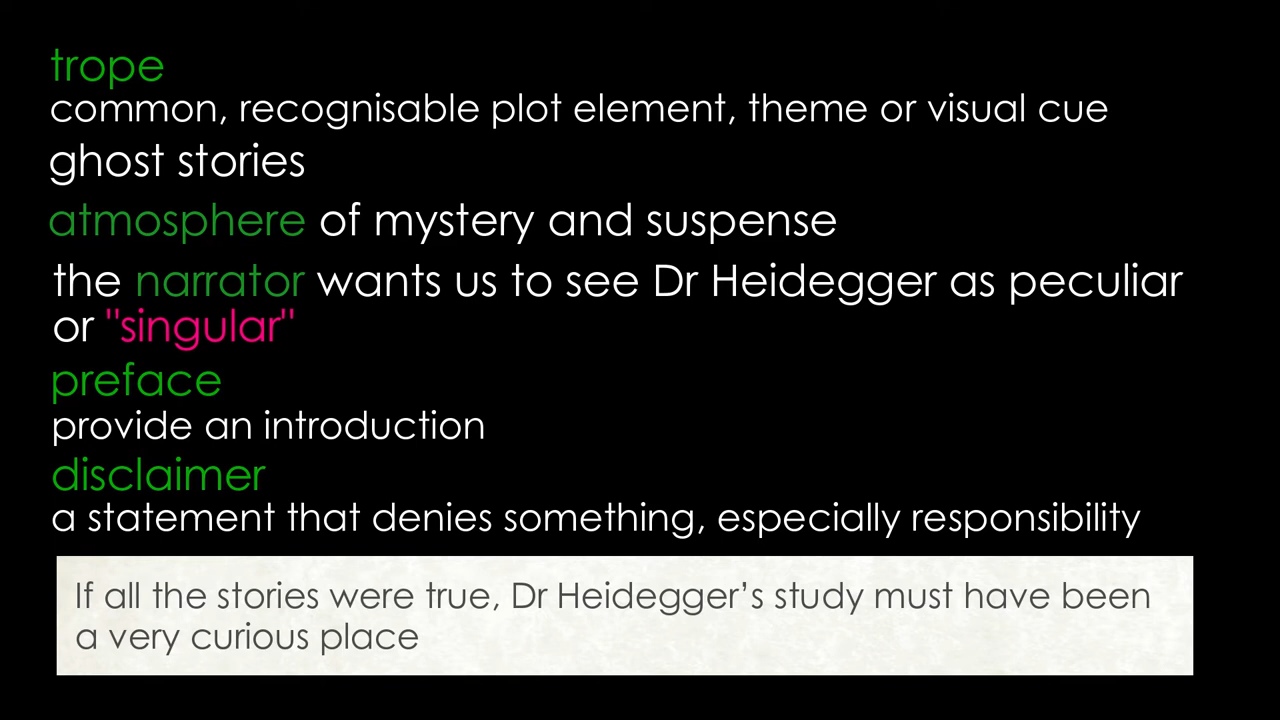 trope
common, recognisable plot element, theme or visual cue
ghost stories
atmosphere of mystery and suspense
the narrator wants us to see Dr Heidegger as peculiar
or "singular"
preface
provide an introduction
disclaimer
a statement that denies something, especially responsibility
If all the stories were true, Dr Heidegger’s study must have been
a very curious place